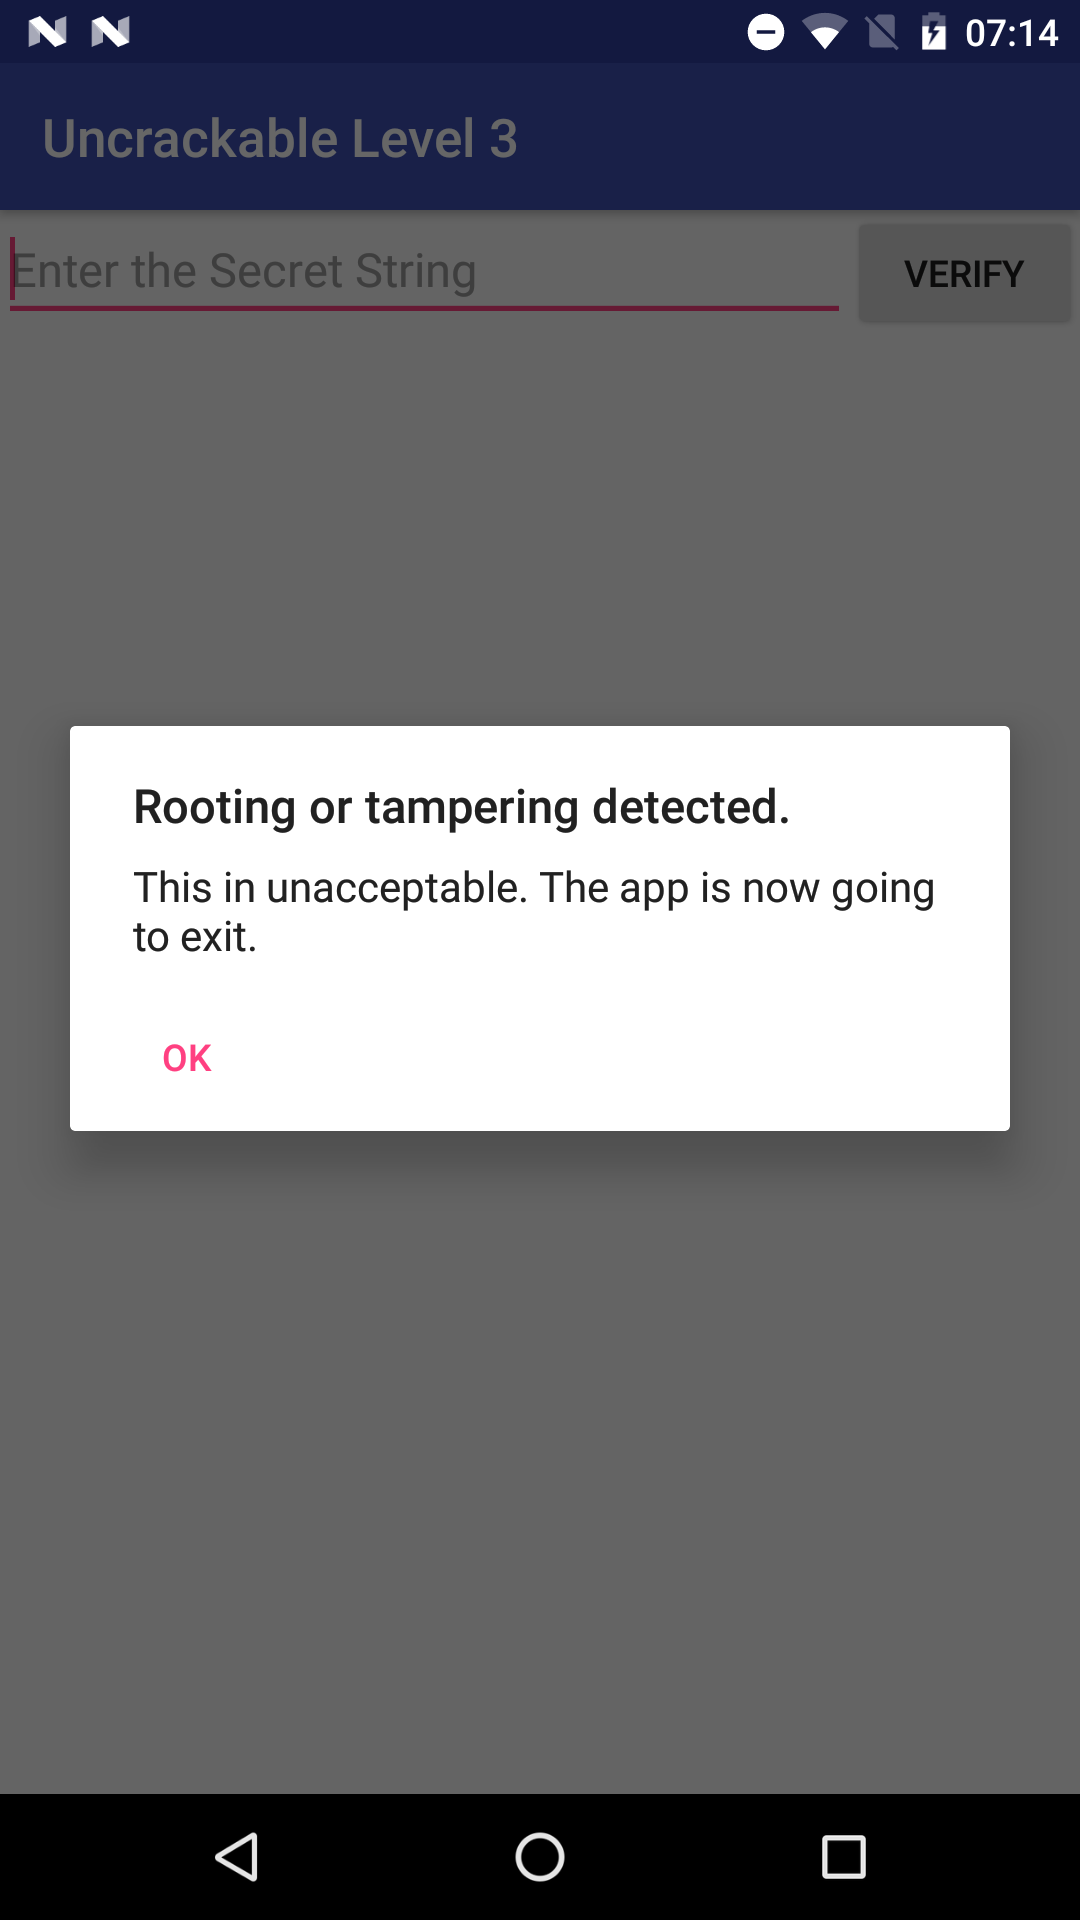 07:14
Uncrackable Level 3
Enter the Secret String
VERIFY
Rooting or tampering detected.
This in unacceptable. The app is now going
to exit.
OK